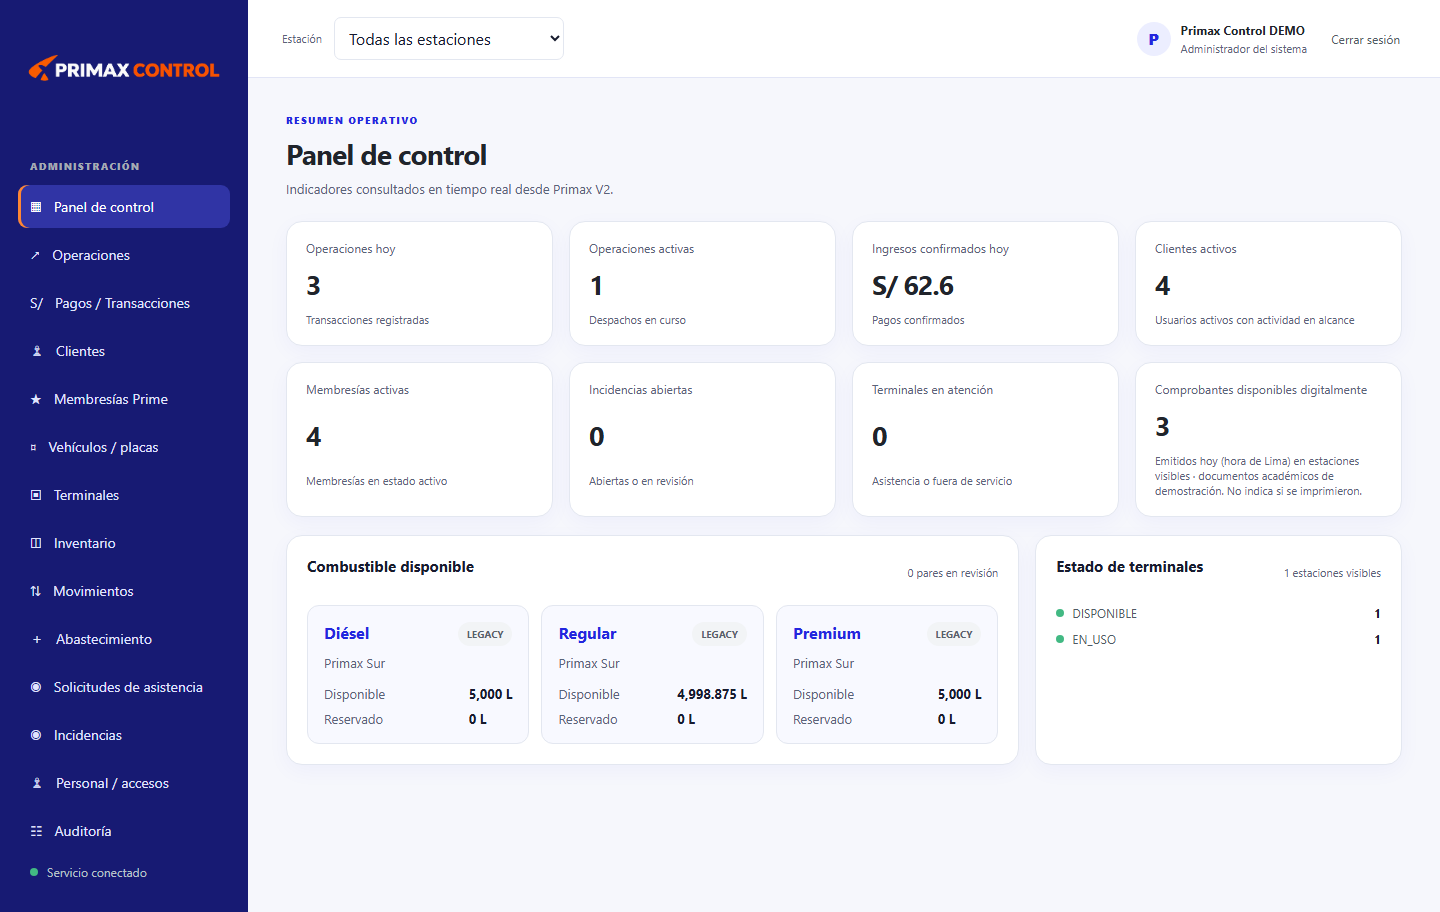 PRIMAX CONTROL
ADMINISTRACIÓN
Panel de control
Operaciones
S/ Pagos / Transacciones
Clientes
Membresías Prime
Vehículos / placas
Terminales
Inventario
Movimientos
Abastecimiento
Solicitudes de asistencia
Incidencias
Personal / accesos
Auditoría
Servicio conectado
Estación Todas las estaciones
P Primax Control DEMO
Administrador del sistema
Cerrar sesión
RESUMEN OPERATIVO
Panel de control
Indicadores consultados en tiempo real desde Primax V2.
Operaciones hoy
3
Transacciones registradas
Operaciones activas
1
Despachos en curso
Ingresos confirmados hoy
S/ 62.6
Pagos confirmados
Clientes activos
4
Usuarios activos con actividad en alcance
Membresías activas
4
Membresías en estado activo
Incidencias abiertas
0
Abiertas o en revisión
Terminales en atención
0
Asistencia o fuera de servicio
Comprobantes disponibles digitalmente
3
Emitidos hoy (hora de Lima) en estaciones
visibles · documentos académicos de
demostración. No indica si se imprimieron.
Combustible disponible
0 pares en revisión
Diésel LEGACY
Primax Sur
Disponible 5,000 L
Reservado 0 L
Regular LEGACY
Primax Sur
Disponible 4,998.875 L
Reservado 0 L
Premium LEGACY
Primax Sur
Disponible 5,000 L
Reservado 0 L
Estado de terminales
1 estaciones visibles
DISPONIBLE 1
EN_USO 1